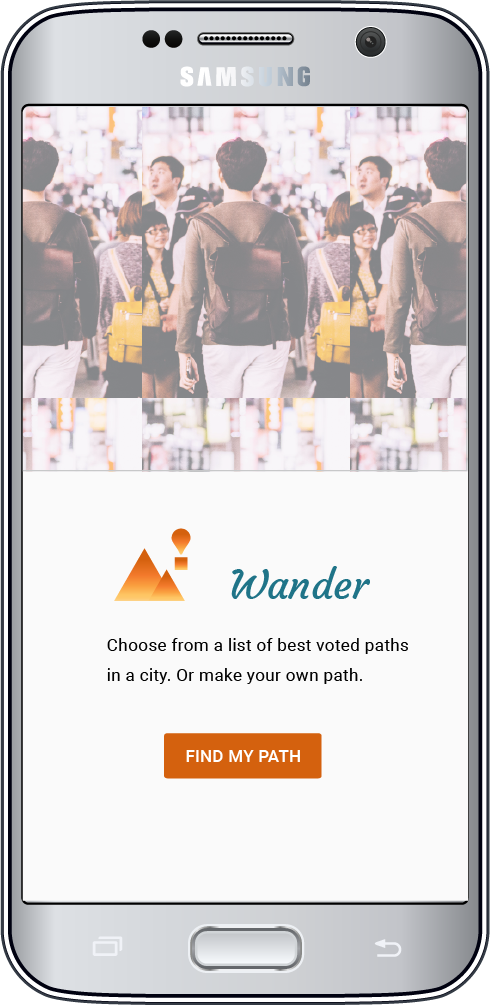 SAMSUNG
Wander
Choose from a list of best voted paths
in a city. Or make your own path.
FIND MY PATH